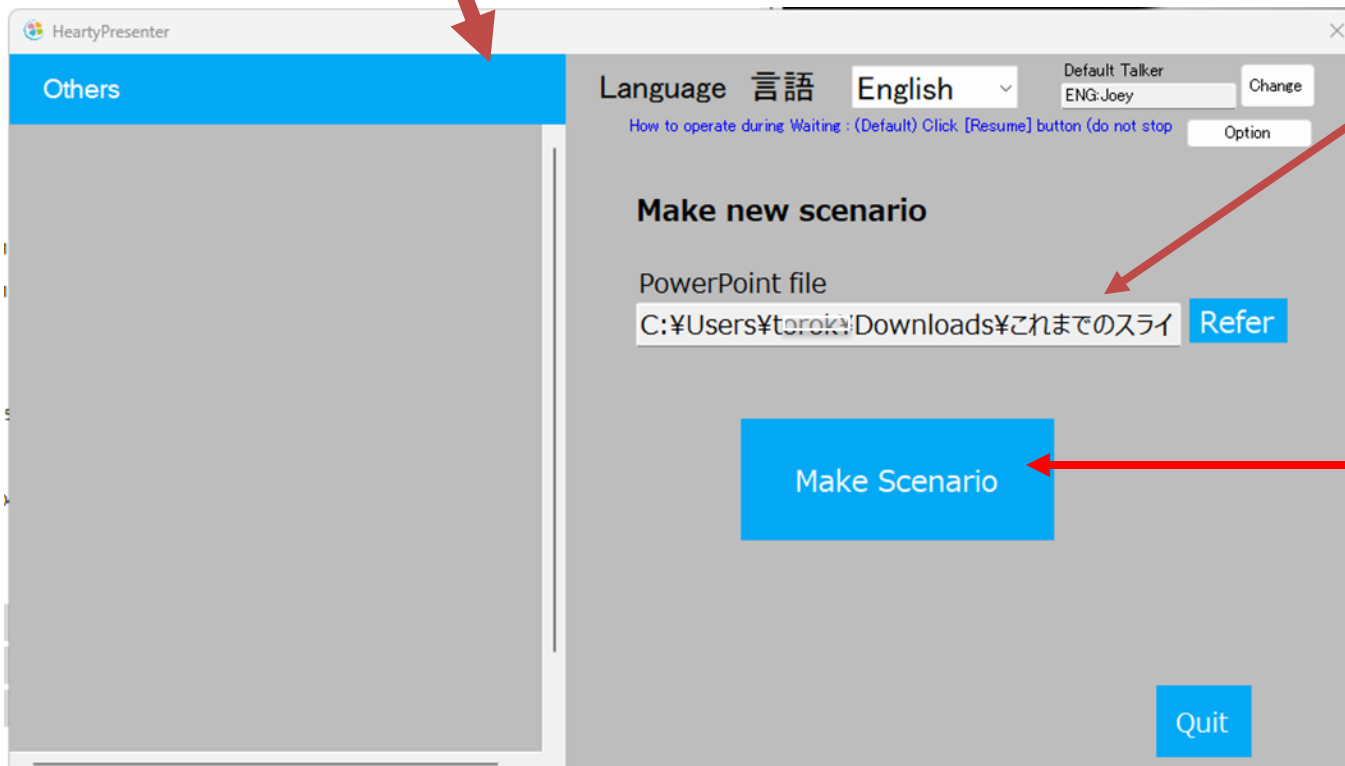 HeartyPresenter
Others
Language 言語 English
Default Talker
ENG:Joey
Change
How to operate during Waiting : (Default) Click [Resume] button (do not stop
Option
Make new scenario
PowerPoint file
C:¥Users¥torok¥Downloads¥これまでのスライ
Refer
Make Scenario
Quit